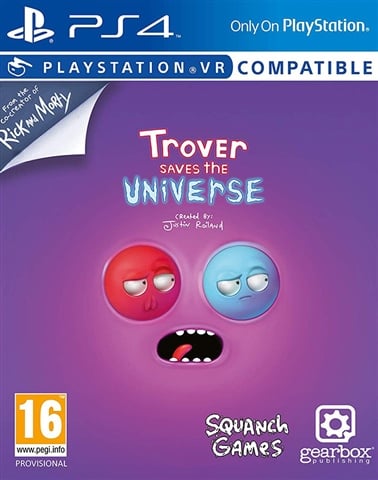 PS4™
Only On PlayStation®
PLAYSTATION®VR COMPATIBLE
From the
co-creator of
Rick and Morty
Trover
SAVES THE
UNIVERSE
Created By:
Justin Roiland
16
www.pegi.info
PROVISIONAL
Squanch
Games
gearbox®
publishing